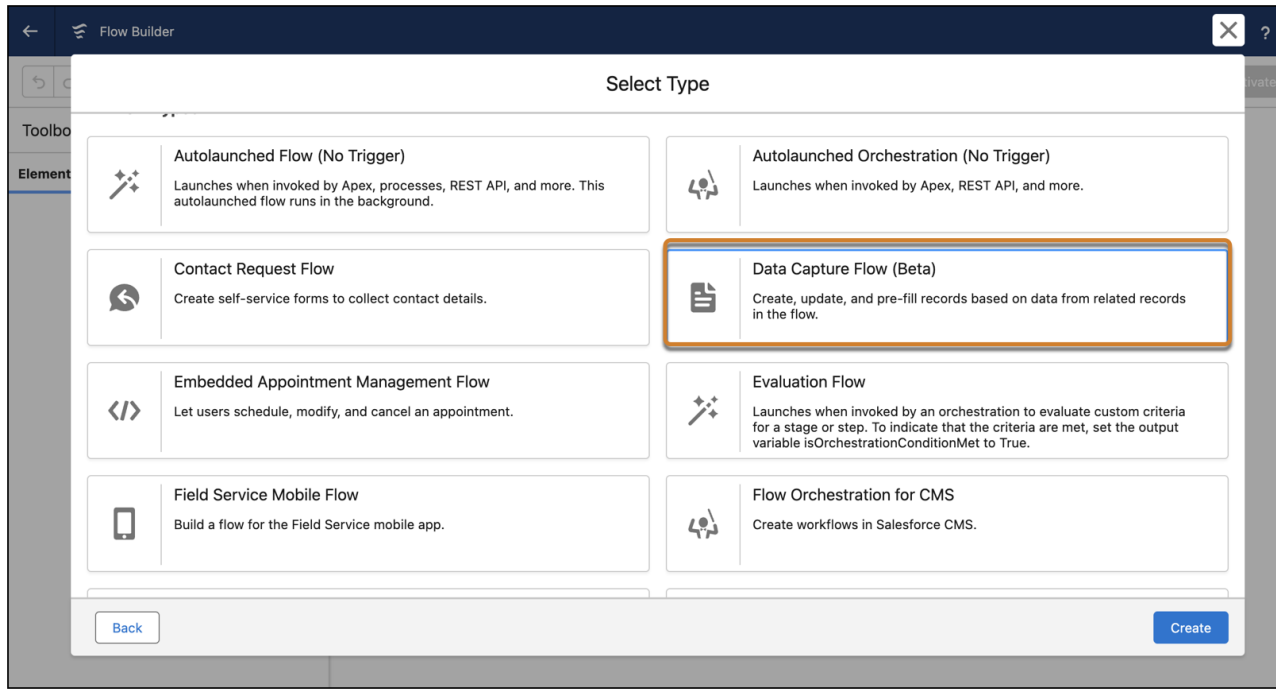 Flow Builder
?
Select Type
Toolbo
Element
Autolaunched Flow (No Trigger)
Launches when invoked by Apex, processes, REST API, and more. This
autolaunched flow runs in the background.
Autolaunched Orchestration (No Trigger)
Launches when invoked by Apex, REST API, and more.
Contact Request Flow
Create self-service forms to collect contact details.
Data Capture Flow (Beta)
Create, update, and pre-fill records based on data from related records
in the flow.
Embedded Appointment Management Flow
Let users schedule, modify, and cancel an appointment.
Evaluation Flow
Launches when invoked by an orchestration to evaluate custom criteria
for a stage or step. To indicate that the criteria are met, set the output
variable isOrchestrationConditionMet to True.
Field Service Mobile Flow
Build a flow for the Field Service mobile app.
Flow Orchestration for CMS
Create workflows in Salesforce CMS.
Back
Create
tivate